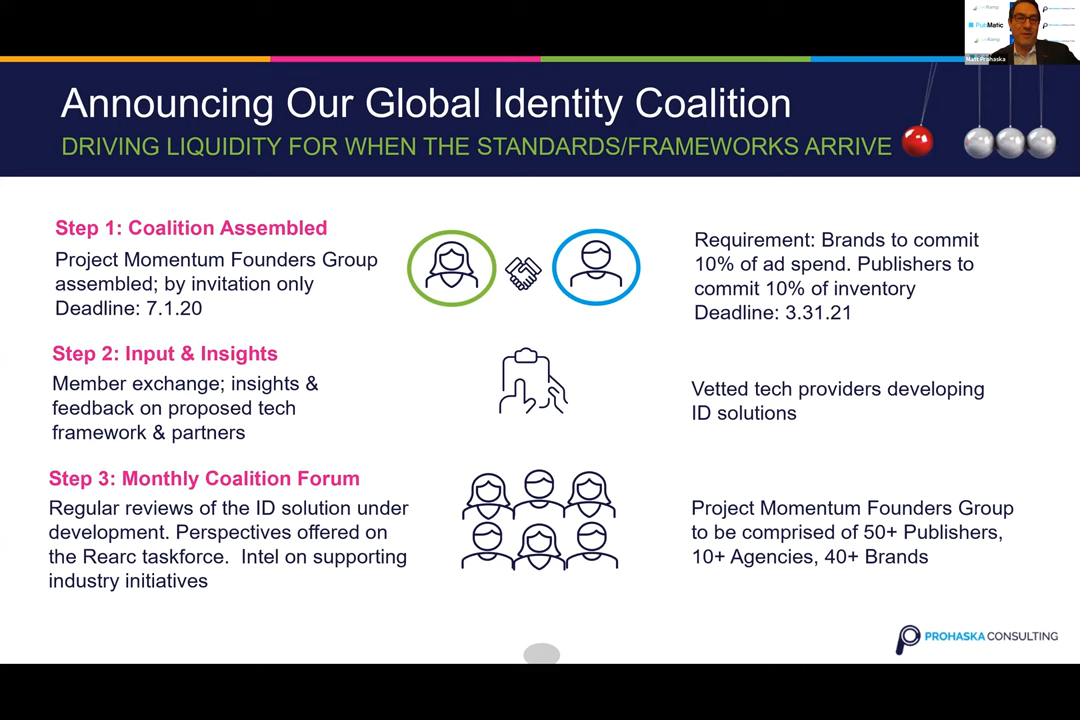 PubMatic
PROHASKA CONSULTING
Matt Prohaska
Announcing Our Global Identity Coalition
DRIVING LIQUIDITY FOR WHEN THE STANDARDS/FRAMEWORKS ARRIVE
Step 1: Coalition Assembled
Project Momentum Founders Group
assembled; by invitation only
Deadline: 7.1.20
Requirement: Brands to commit
10% of ad spend. Publishers to
commit 10% of inventory
Deadline: 3.31.21
Step 2: Input & Insights
Member exchange; insights &
feedback on proposed tech
framework & partners
Vetted tech providers developing
ID solutions
Step 3: Monthly Coalition Forum
Regular reviews of the ID solution under
development. Perspectives offered on
the Rearc taskforce. Intel on supporting
industry initiatives
Project Momentum Founders Group
to be comprised of 50+ Publishers,
10+ Agencies, 40+ Brands
PROHASKA CONSULTING